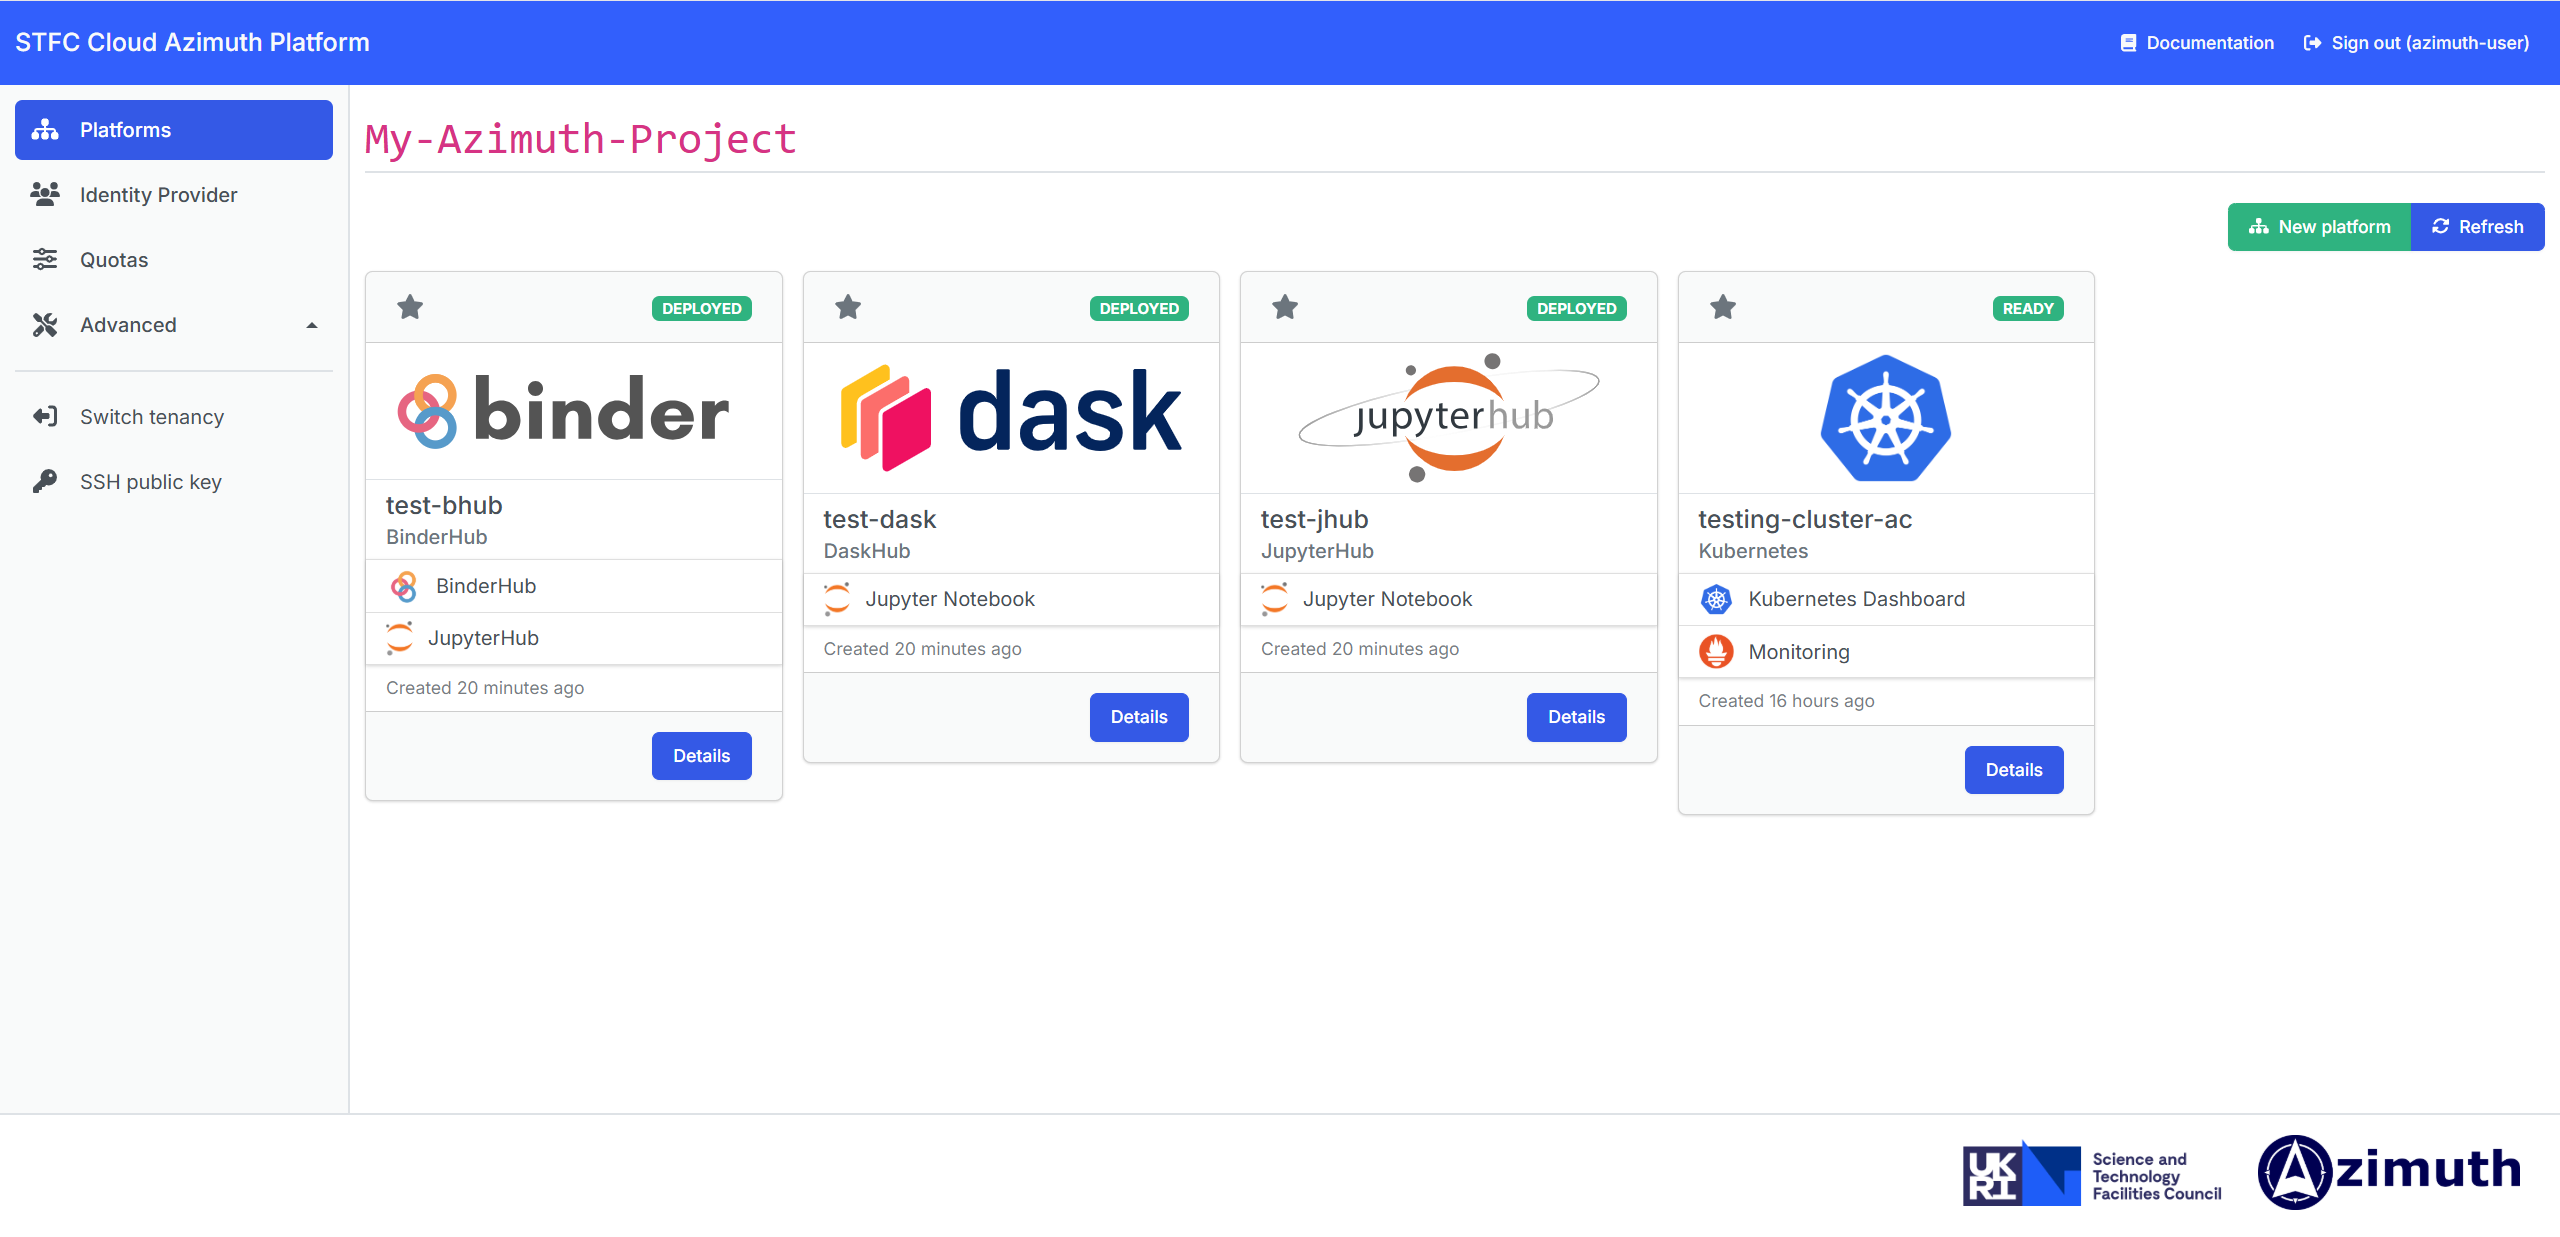 STFC Cloud Azimuth Platform
Documentation
Sign out (azimuth-user)
Platforms
Identity Provider
Quotas
Advanced
Switch tenancy
SSH public key
My-Azimuth-Project
New platform
Refresh
DEPLOYED
binder
test-bhub
BinderHub
BinderHub
JupyterHub
Created 20 minutes ago
Details
DEPLOYED
dask
test-dask
DaskHub
Jupyter Notebook
Created 20 minutes ago
Details
DEPLOYED
jupyterhub
test-jhub
JupyterHub
Jupyter Notebook
Created 20 minutes ago
Details
READY
testing-cluster-ac
Kubernetes
Kubernetes Dashboard
Monitoring
Created 16 hours ago
Details
UK
RI
Science and
Technology
Facilities Council
Azimuth